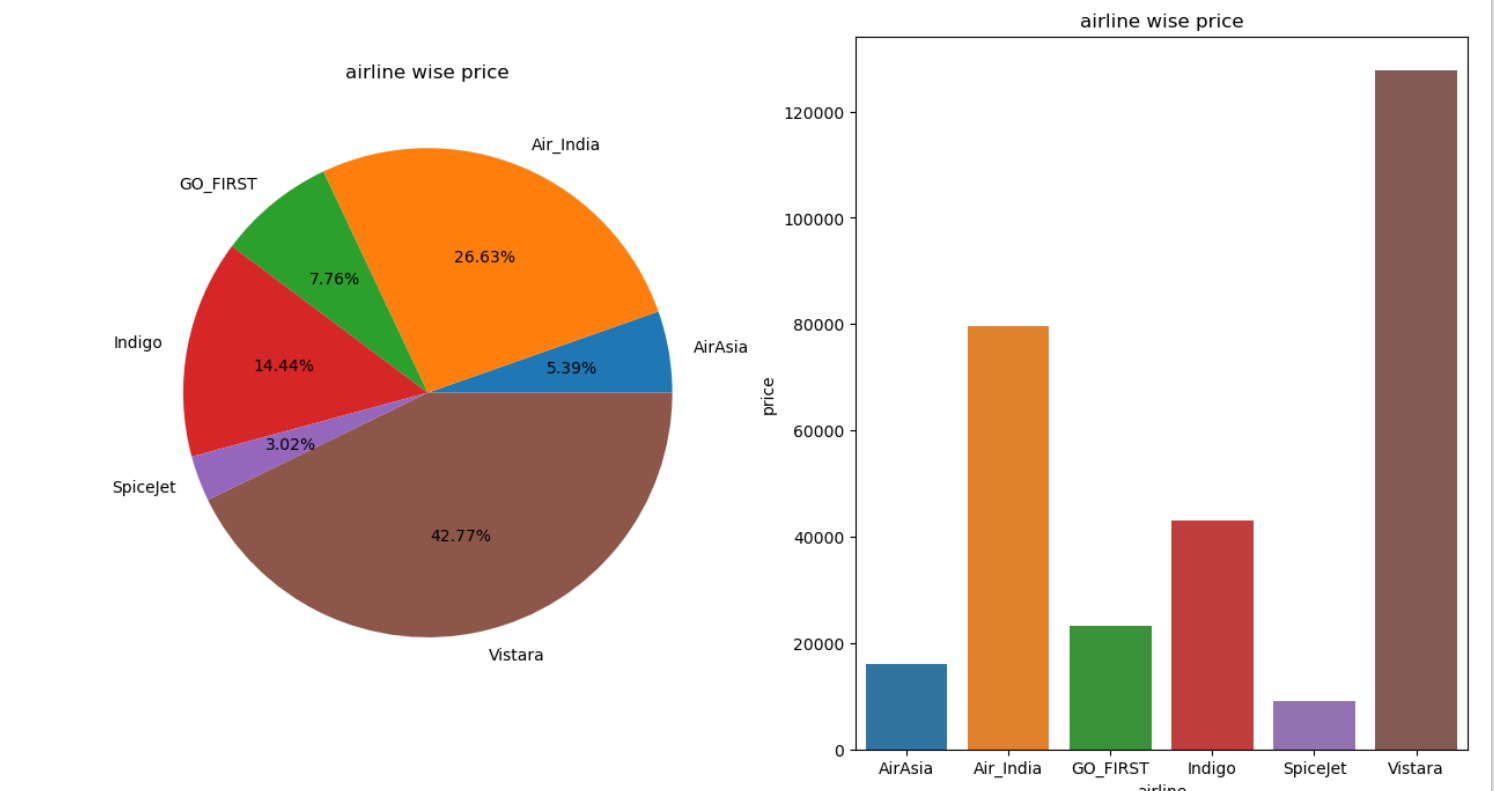 airline wise price
Air_India
GO_FIRST
26.63%
7.76%
Indigo
AirAsia
14.44%
5.39%
3.02%
SpiceJet
42.77%
Vistara
airline wise price
120000
100000
80000
price
60000
40000
20000
0
AirAsia Air_India GO_FIRST Indigo SpiceJet Vistara
airline